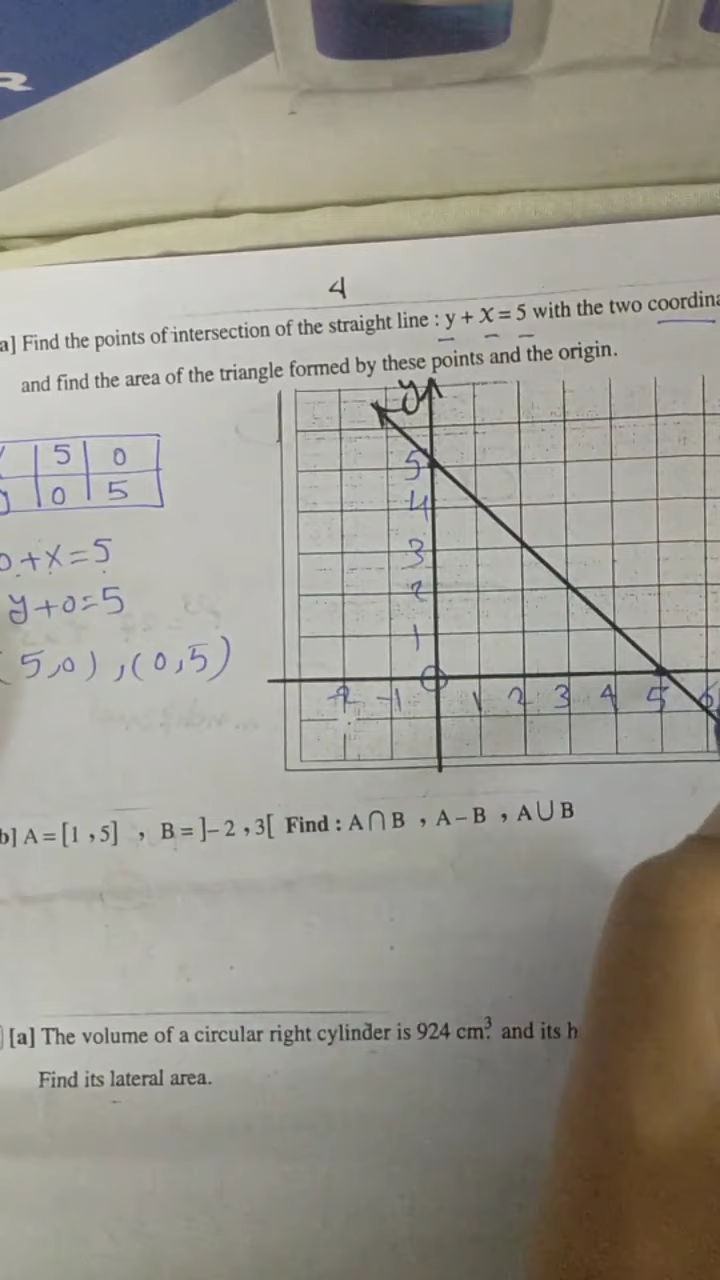 4
a] Find the points of intersection of the straight line : y + X = 5 with the two coordina
and find the area of the triangle formed by these points and the origin.
y
5 0
0 5
5
4
3
2
1
0+x=5
y+0=5
(5,0) ,(0,5)
-2 -1 1 2 3 4 5 6
b] A = [1 , 5] , B = ]– 2 , 3[ Find : A ∩ B , A – B , A ∪ B
[a] The volume of a circular right cylinder is 924 cm³. and its h
Find its lateral area.